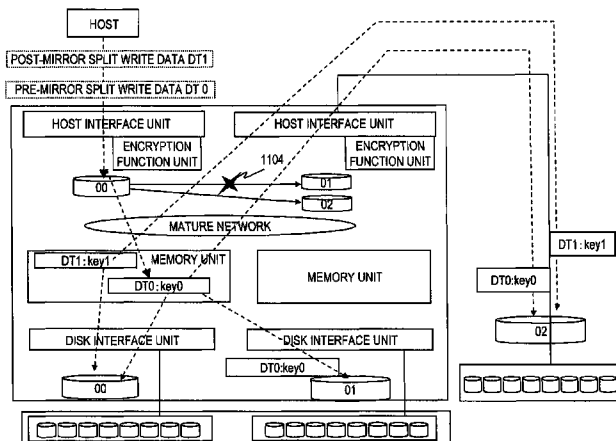 HOST
POST-MIRROR SPLIT WRITE DATA DT1
PRE-MIRROR SPLIT WRITE DATA DT 0
HOST INTERFACE UNIT
HOST INTERFACE UNIT
ENCRYPTION
FUNCTION UNIT
1104
ENCRYPTION
FUNCTION UNIT
00
01
02
MATURE NETWORK
DT1:key1
MEMORY UNIT
DT0:key0
MEMORY UNIT
DT1:key1
DT0:key0
02
DISK INTERFACE UNIT
DISK INTERFACE UNIT
DT0:key0
00
01